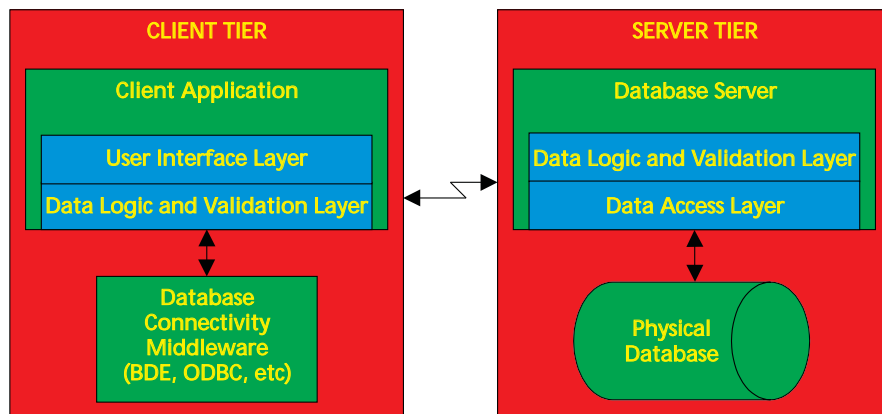 CLIENT TIER
Client Application
User Interface Layer
Data Logic and Validation Layer
Database
Connectivity
Middleware
(BDE, ODBC, etc)
SERVER TIER
Database Server
Data Logic and Validation Layer
Data Access Layer
Physical
Database